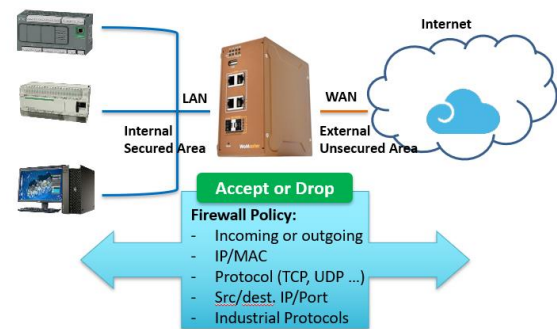 Internet
LAN
WAN
Internal
Secured Area
External
Unsecured Area
Accept or Drop
Firewall Policy:
- Incoming or outgoing
- IP/MAC
- Protocol (TCP, UDP ...)
- Src/dest. IP/Port
- Industrial Protocols